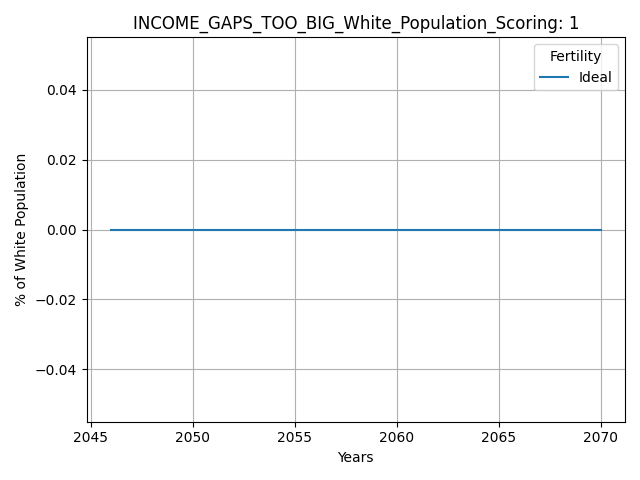 INCOME_GAPS_TOO_BIG_White_Population_Scoring: 1
Fertility
Ideal
% of White Population
0.04
0.02
0.00
−0.02
−0.04
2045 2050 2055 2060 2065 2070
Years